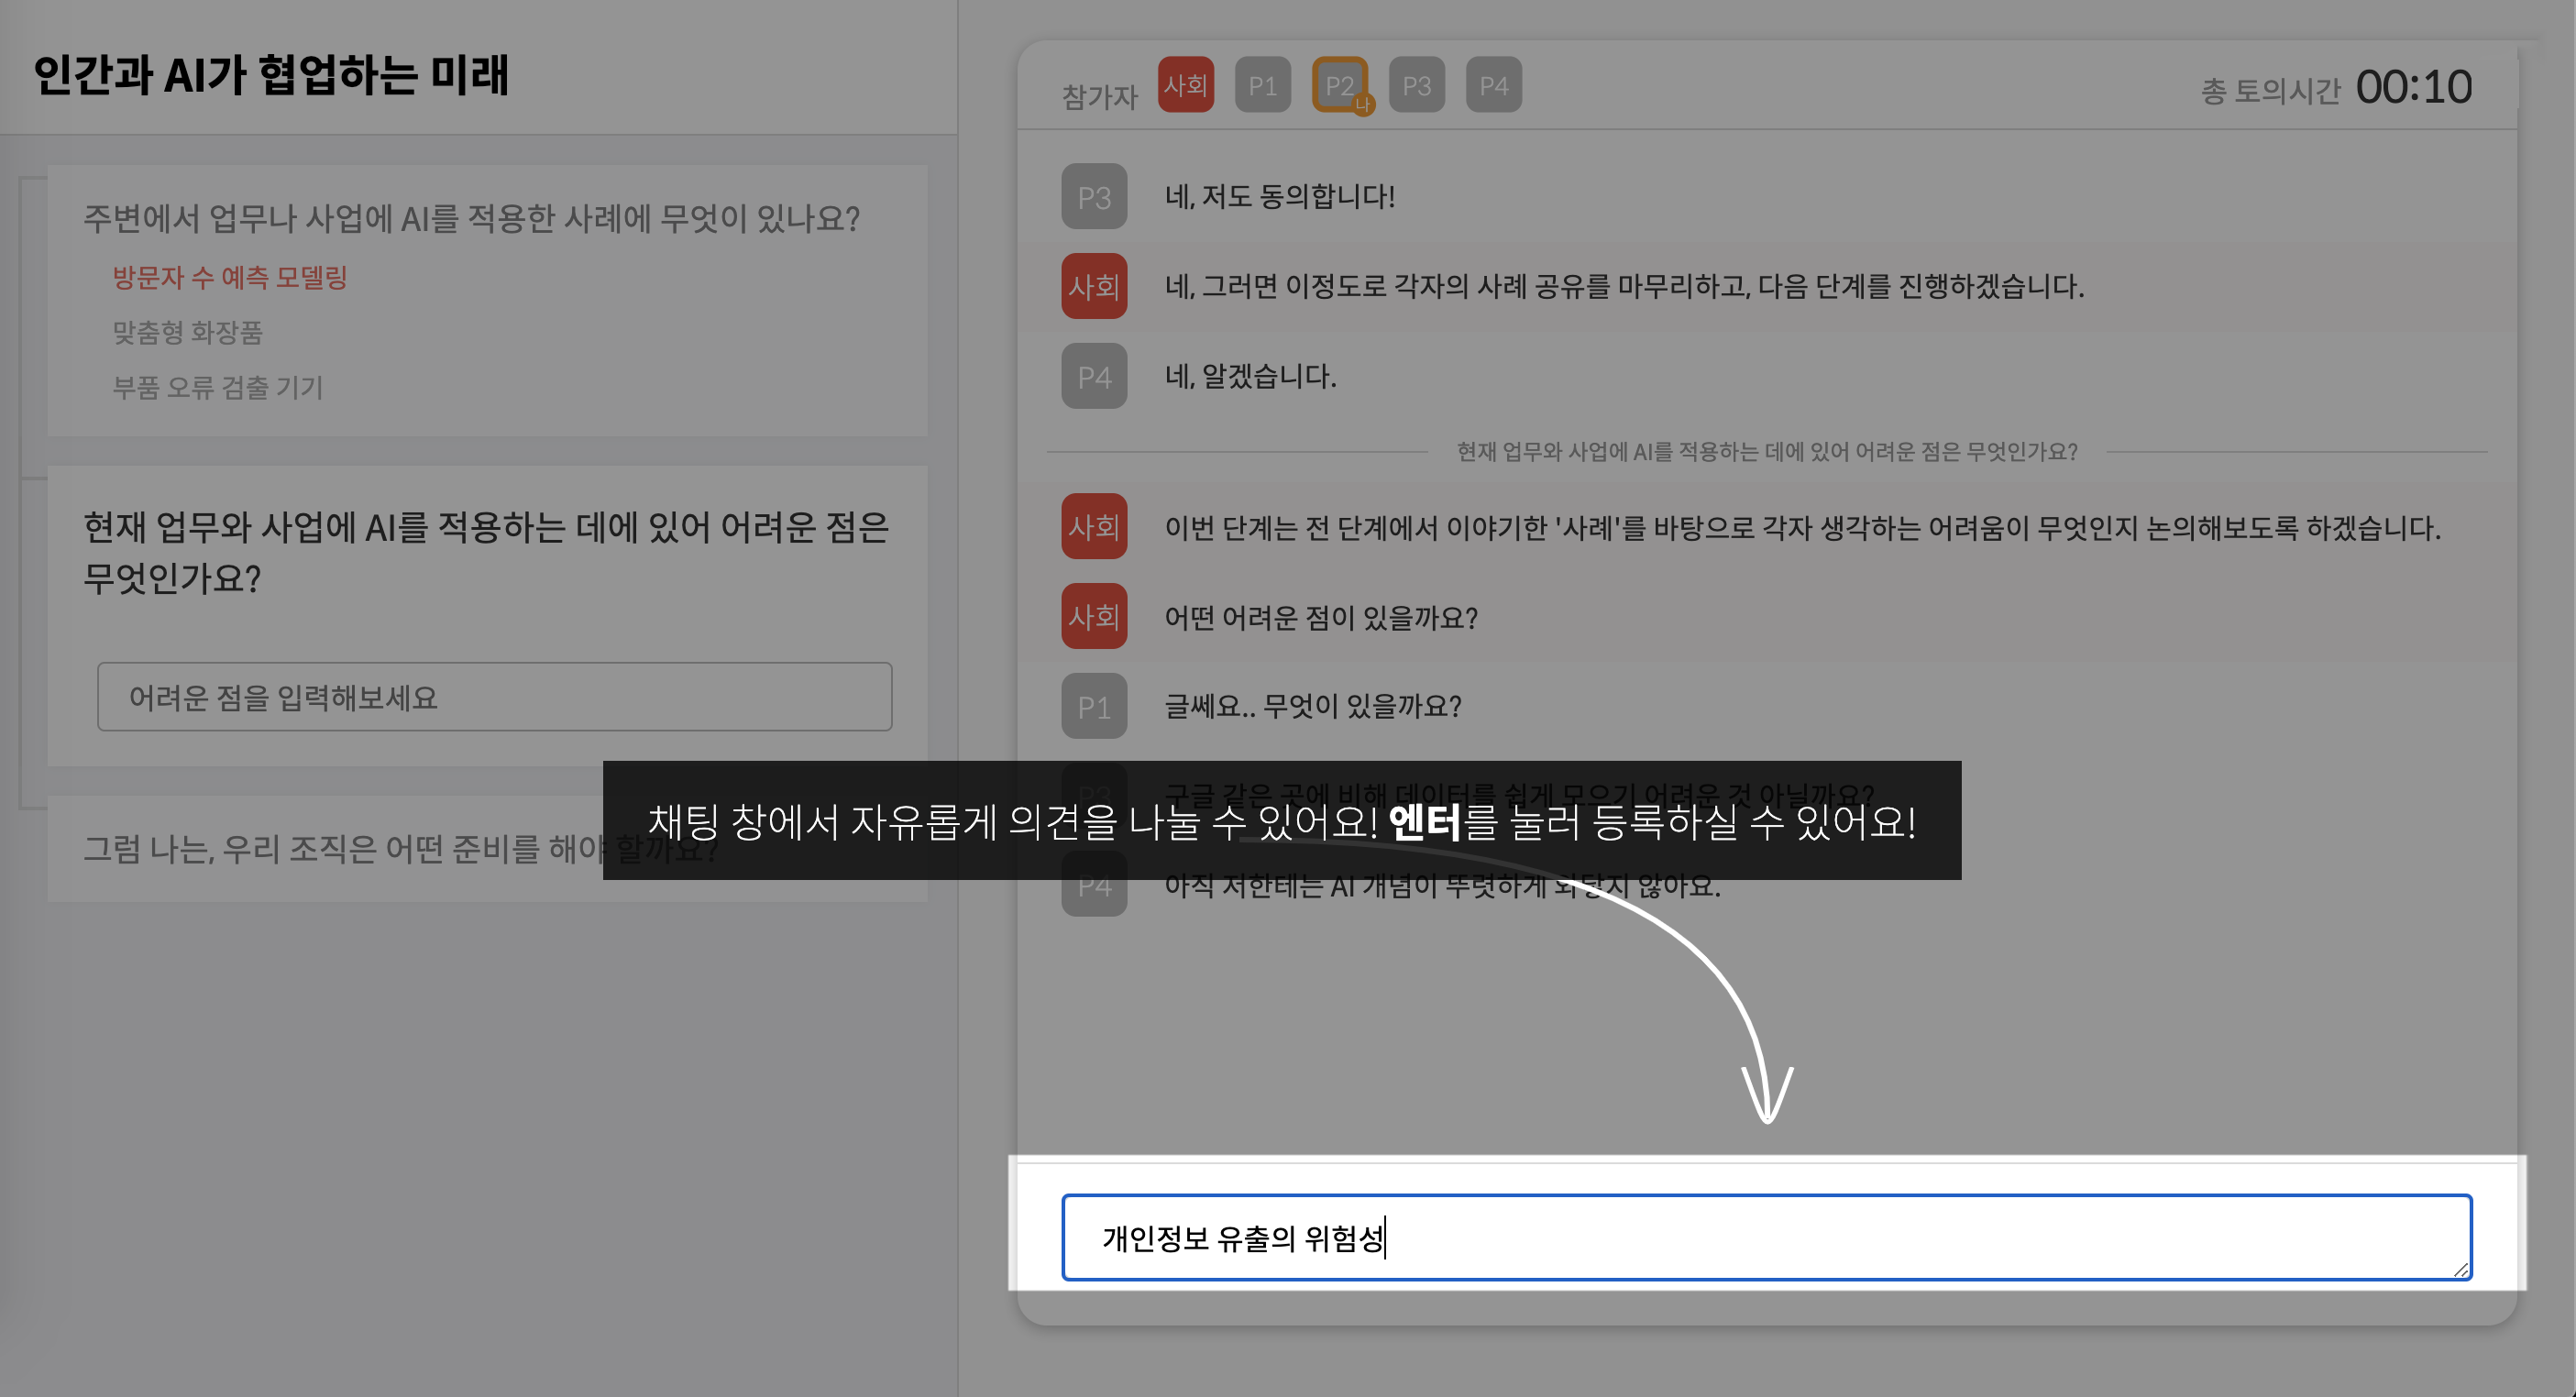 인간과 AI가 협업하는 미래
주변에서 업무나 사업에 AI를 적용한 사례에 무엇이 있나요?
방문자 수 예측 모델링
맞춤형 화장품
부품 오류 검출 기기
현재 업무와 사업에 AI를 적용하는 데에 있어 어려운 점은
무엇인가요?
어려운 점을 입력해보세요
그럼 나는, 우리 조직은 어떤 준비를 해야 할까요?
참가자 사회 P1 P2 나 P3 P4 총 토의시간 00:10
P3 네, 저도 동의합니다!
사회 네, 그러면 이정도로 각자의 사례 공유를 마무리하고, 다음 단계를 진행하겠습니다.
P4 네, 알겠습니다.
현재 업무와 사업에 AI를 적용하는 데에 있어 어려운 점은 무엇인가요?
사회 이번 단계는 전 단계에서 이야기한 '사례'를 바탕으로 각자 생각하는 어려움이 무엇인지 논의해보도록 하겠습니다.
사회 어떤 어려운 점이 있을까요?
P1 글쎄요.. 무엇이 있을까요?
구글 같은 곳에 비해 데이터를 쉽게 모으기 어려운 것 아닐까요?
채팅 창에서 자유롭게 의견을 나눌 수 있어요! 엔터를 눌러 등록하실 수 있어요!
P4 아직 저한테는 AI 개념이 뚜렷하게 와닿지 않아요.
개인정보 유출의 위험성